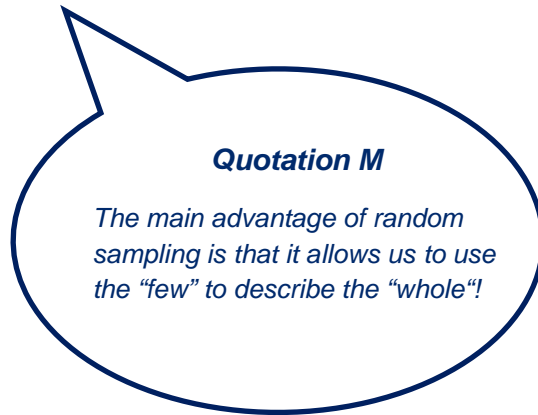 Quotation M
The main advantage of random
sampling is that it allows us to use
the “few” to describe the “whole“!